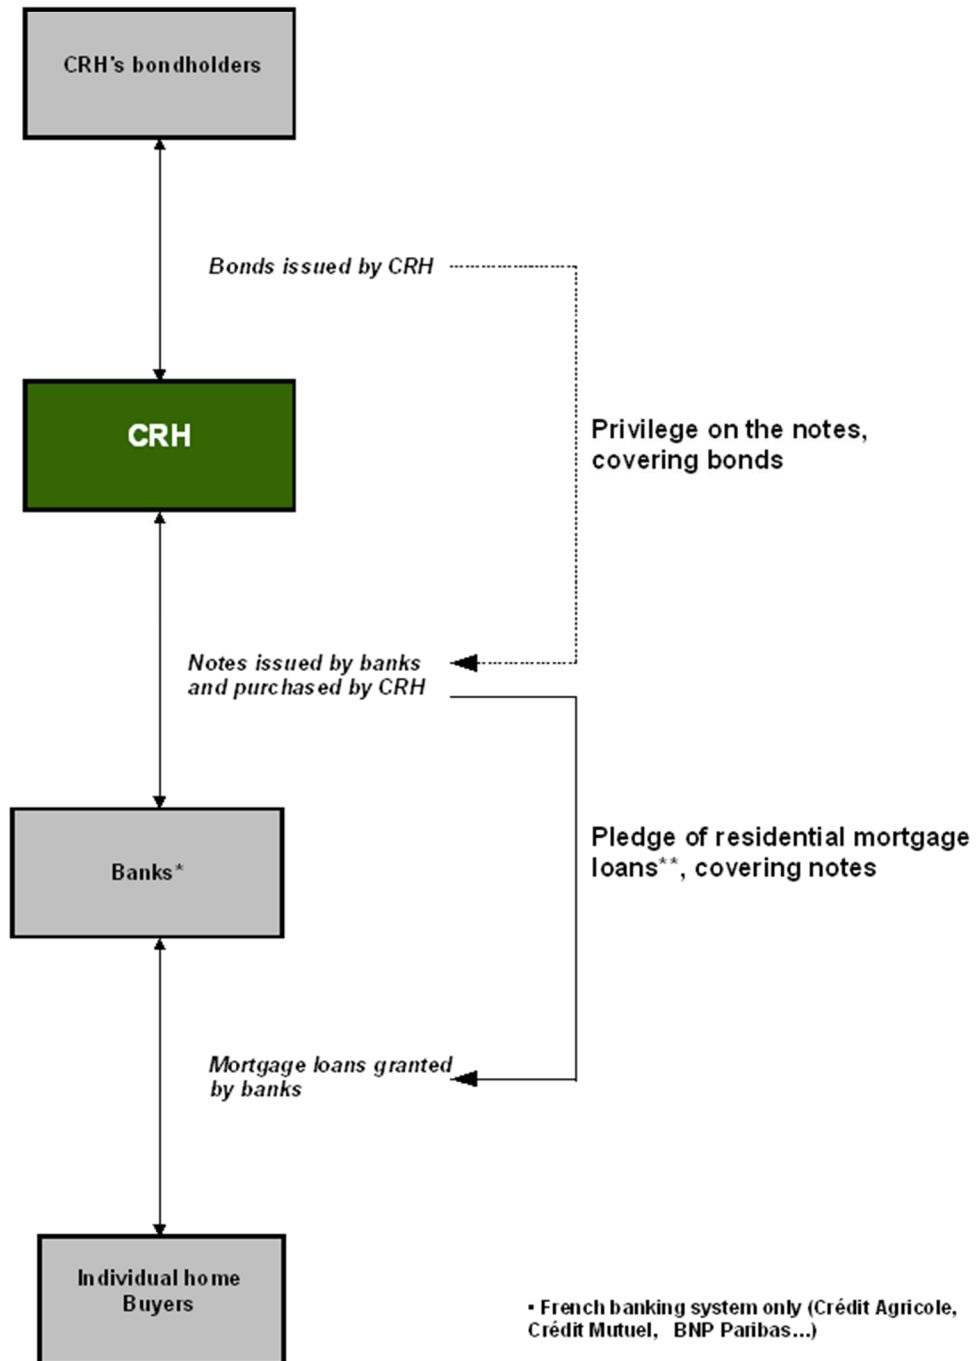 CRH's bondholders
Bonds issued by CRH
CRH
Privilege on the notes,
covering bonds
Notes issued by banks
and purchased by CRH
Banks*
Pledge of residential mortgage
loans**, covering notes
Mortgage loans granted
by banks
Individual home
Buyers
▪ French banking system only (Crédit Agricole,
Crédit Mutuel, BNP Paribas...)